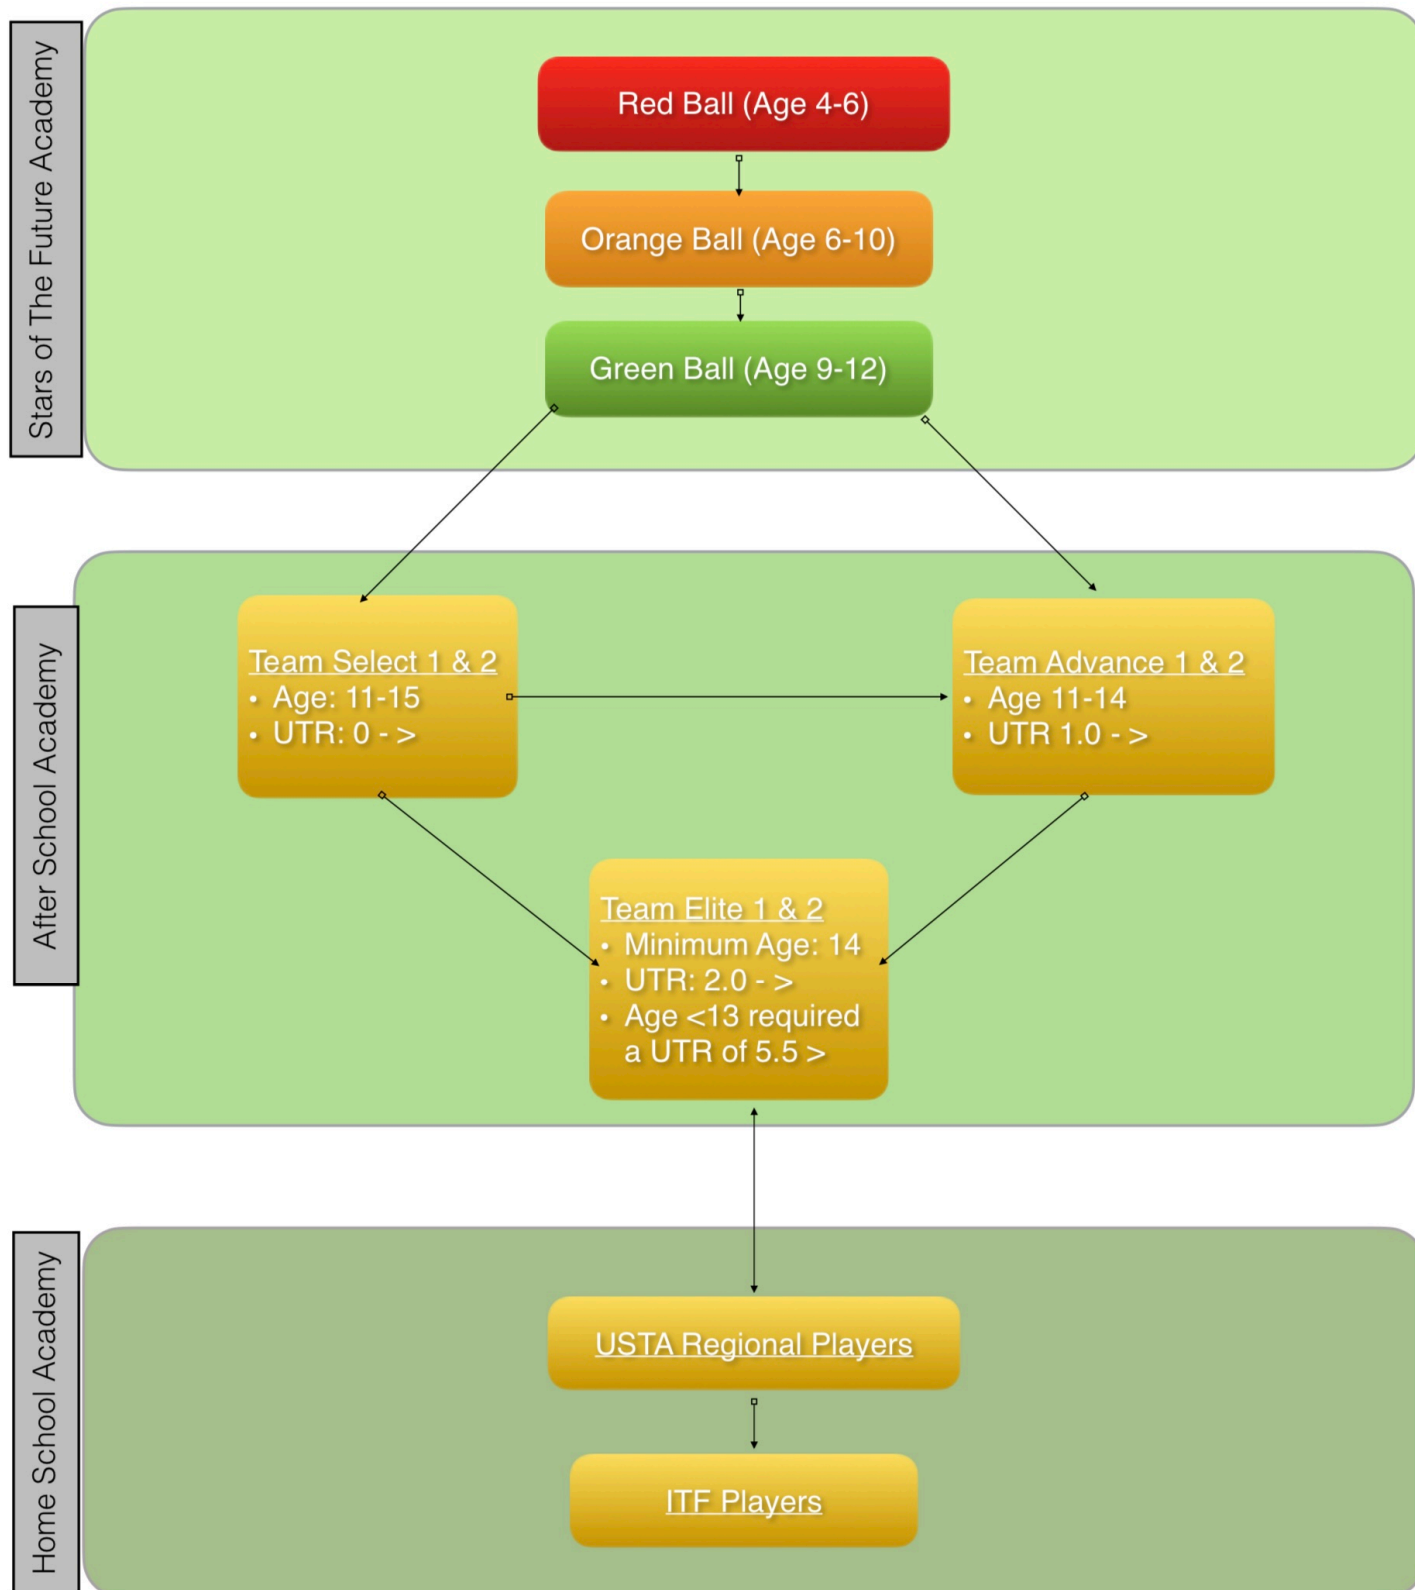 Stars of The Future Academy
Red Ball (Age 4-6)
Orange Ball (Age 6-10)
Green Ball (Age 9-12)
After School Academy
Team Select 1 & 2
• Age: 11-15
• UTR: 0 - >
Team Advance 1 & 2
• Age 11-14
• UTR 1.0 - >
Team Elite 1 & 2
• Minimum Age: 14
• UTR: 2.0 - >
• Age <13 required
a UTR of 5.5 >
Home School Academy
USTA Regional Players
ITF Players